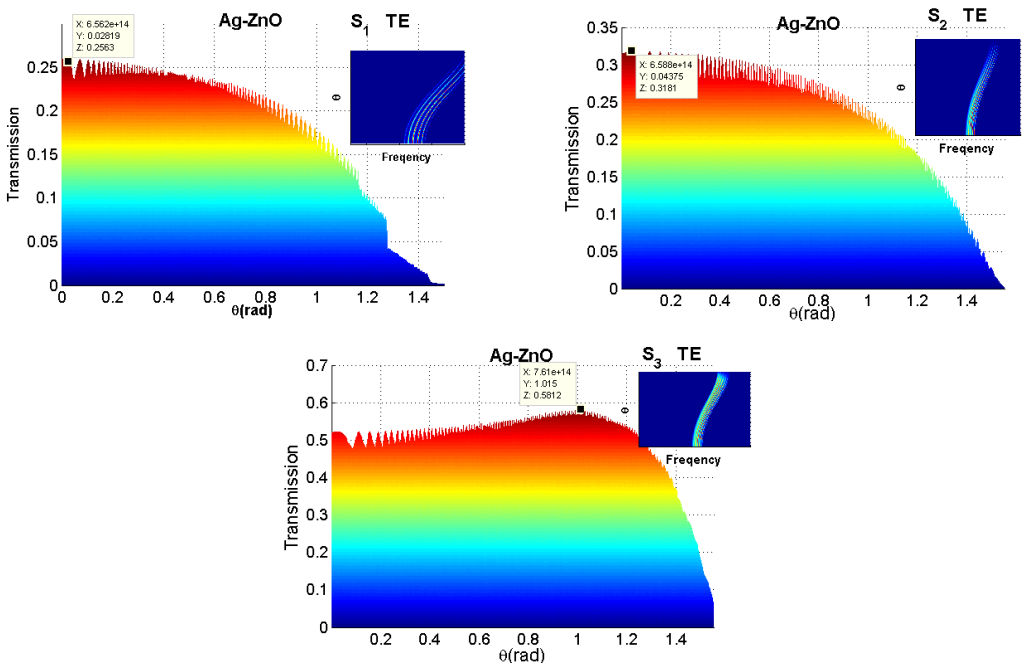 Ag-ZnO
S1 TE
X: 6.562e+14
Y: 0.02819
Z: 0.2563
Transmission
0.25
0.2
0.15
0.1
0.05
0
0 0.2 0.4 0.6 0.8 1 1.2 1.4
θ(rad)
θ
Freqency
Ag-ZnO
S2 TE
X: 6.588e+14
Y: 0.04375
Z: 0.3181
Transmission
0.35
0.3
0.25
0.2
0.15
0.1
0.05
0
0.2 0.4 0.6 0.8 1 1.2 1.4
θ(rad)
θ
Freqency
Ag-ZnO
S3 TE
X: 7.61e+14
Y: 1.015
Z: 0.5812
Transmission
0.7
0.6
0.5
0.4
0.3
0.2
0.1
0
0.2 0.4 0.6 0.8 1 1.2 1.4
θ(rad)
θ
Freqency